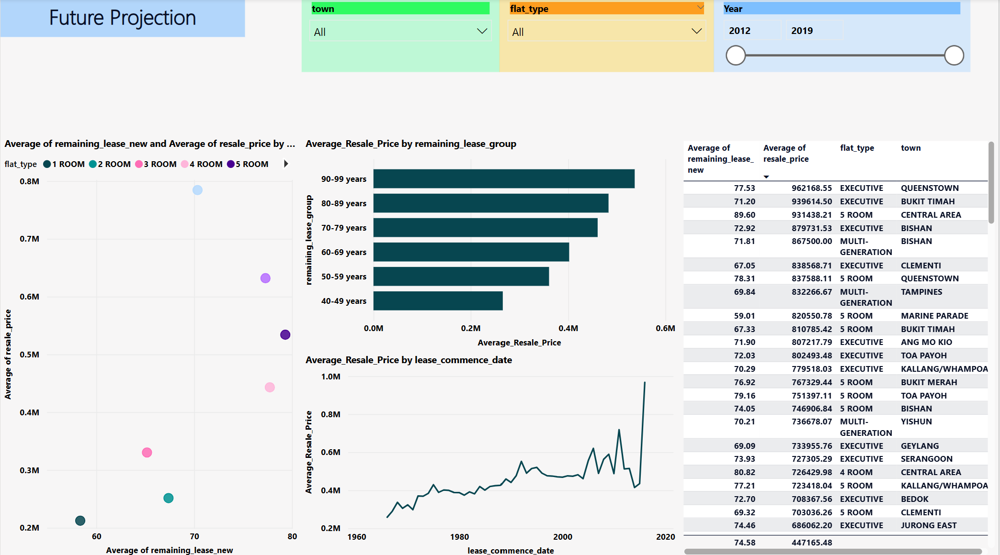 Future Projection
town
All
flat_type
All
Year
2012 2019
Average of remaining_lease_new and Average of resale_price by ...
flat_type 1 ROOM 2 ROOM 3 ROOM 4 ROOM 5 ROOM
0.8M
0.7M
0.6M
0.5M
0.4M
0.3M
0.2M
Average of resale_price
60 70 80
Average of remaining_lease_new
Average_Resale_Price by remaining_lease_group
remaining_lease_group
90-99 years
80-89 years
70-79 years
60-69 years
50-59 years
40-49 years
0.0M 0.2M 0.4M 0.6M
Average_Resale_Price
Average_Resale_Price by lease_commence_date
1.0M
0.8M
0.6M
0.4M
0.2M
Average_Resale_Price
1960 1980 2000 2020
lease_commence_date
Average of Average of flat_type town
remaining_lease_ resale_price
new
77.53 962168.55 EXECUTIVE QUEENSTOWN
71.20 939614.50 EXECUTIVE BUKIT TIMAH
89.60 931438.21 5 ROOM CENTRAL AREA
72.92 879731.53 EXECUTIVE BISHAN
71.81 867500.00 MULTI- BISHAN
GENERATION
67.05 838568.71 EXECUTIVE CLEMENTI
78.31 837588.11 5 ROOM QUEENSTOWN
69.84 832266.67 MULTI- TAMPINES
GENERATION
59.01 820550.78 5 ROOM MARINE PARADE
67.33 810785.42 5 ROOM BUKIT TIMAH
71.90 807217.79 EXECUTIVE ANG MO KIO
72.03 802493.48 EXECUTIVE TOA PAYOH
70.29 779518.03 EXECUTIVE KALLANG/WHAMPOA
76.92 767329.44 5 ROOM BUKIT MERAH
79.16 751397.11 5 ROOM TOA PAYOH
74.05 746906.84 5 ROOM BISHAN
70.21 736678.07 MULTI- YISHUN
GENERATION
69.09 733955.76 EXECUTIVE GEYLANG
73.93 727305.29 EXECUTIVE SERANGOON
80.82 726429.98 4 ROOM CENTRAL AREA
77.21 723418.04 5 ROOM KALLANG/WHAMPOA
72.70 708367.56 EXECUTIVE BEDOK
69.32 703036.26 5 ROOM CLEMENTI
74.46 686062.20 EXECUTIVE JURONG EAST
74.58 447165.48